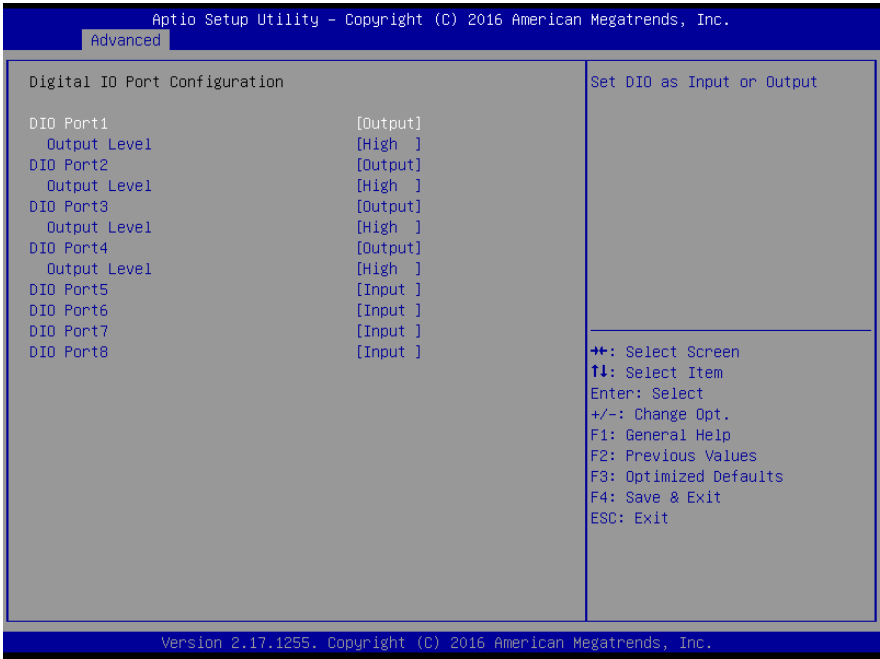 Aptio Setup Utility – Copyright (C) 2016 American Megatrends, Inc.
Advanced
Digital IO Port Configuration
DIO Port1 [Output]
Output Level [High ]
DIO Port2 [Output]
Output Level [High ]
DIO Port3 [Output]
Output Level [High ]
DIO Port4 [Output]
Output Level [High ]
DIO Port5 [Input ]
DIO Port6 [Input ]
DIO Port7 [Input ]
DIO Port8 [Input ]
Set DIO as Input or Output
→←: Select Screen
↑↓: Select Item
Enter: Select
+/-: Change Opt.
F1: General Help
F2: Previous Values
F3: Optimized Defaults
F4: Save & Exit
ESC: Exit
Version 2.17.1255. Copyright (C) 2016 American Megatrends, Inc.